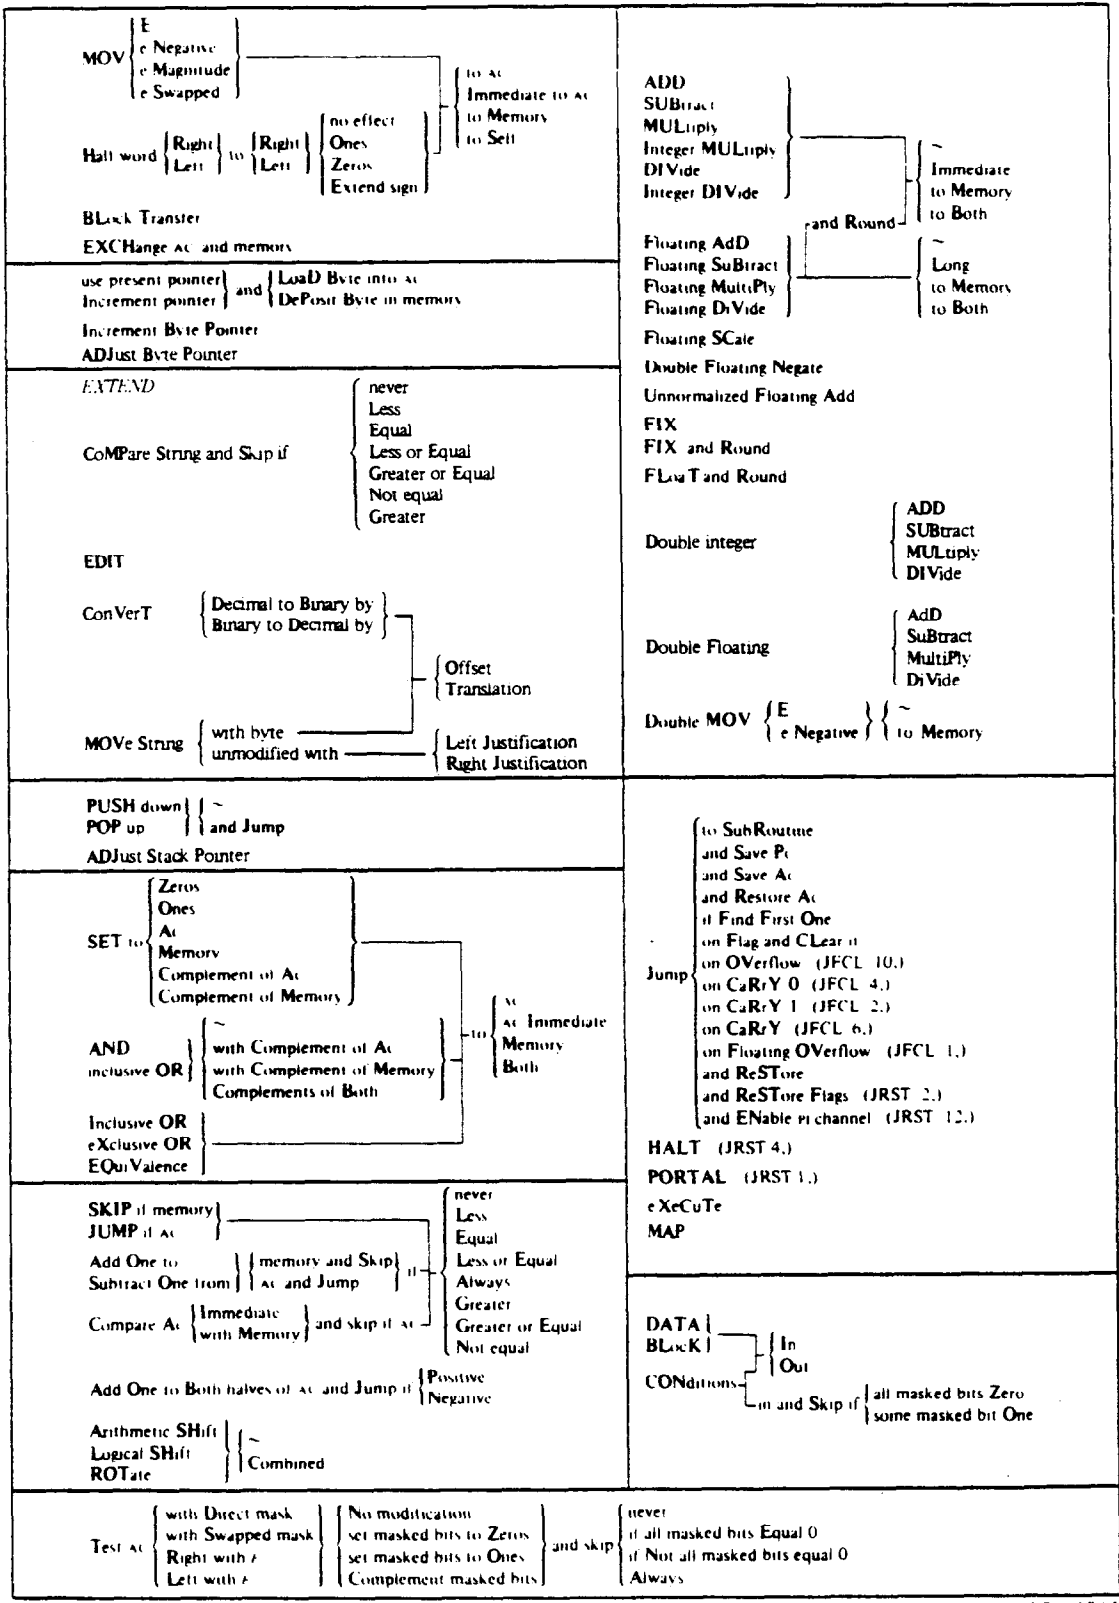 MOV
E
e Negative
e Magnitude
e Swapped
Half word
Right
Left
to
Right
Left
no effect
Ones
Zeros
Extend sign
to AC
Immediate to AC
to Memory
to Self
BLock Transfer
EXCHange AC and memory
use present pointer
Increment pointer
and
LoaD Byte into AC
DePosit Byte in memory
Increment Byte Pointer
ADJust Byte Pointer
EXTEND
CoMPare String and Skip if
never
Less
Equal
Less or Equal
Greater or Equal
Not equal
Greater
EDIT
ConVerT
Decimal to Binary by
Binary to Decimal by
Offset
Translation
MOVe String
with byte
unmodified with
Left Justification
Right Justification
PUSH down
POP up
~
and Jump
ADJust Stack Pointer
SET to
Zeros
Ones
AC
Memory
Complement of AC
Complement of Memory
AND
inclusive OR
~
with Complement of AC
with Complement of Memory
Complements of Both
Inclusive OR
eXclusive OR
EQuiValence
to
AC
AC Immediate
Memory
Both
SKIP if memory
JUMP if AC
Add One to
Subtract One from
memory and Skip
AC and Jump
if
Compare AC
Immediate
with Memory
and skip if AC
never
Less
Equal
Less or Equal
Always
Greater
Greater or Equal
Not equal
Add One to Both halves of AC and Jump if
Positive
Negative
Arithmetic SHift
Logical SHift
ROTate
~
Combined
ADD
SUBtract
MULtiply
Integer MULtiply
DIVide
Integer DIVide
~
Immediate
to Memory
to Both
and Round
Floating AdD
Floating SuBtract
Floating MultiPly
Floating DiVide
~
Long
to Memory
to Both
Floating SCale
Double Floating Negate
Unnormalized Floating Add
FIX
FIX and Round
FLoaT and Round
Double integer
ADD
SUBtract
MULtiply
DIVide
Double Floating
AdD
SuBtract
MultiPly
DiVide
Double MOV
E
e Negative
~
to Memory
Jump
to SubRoutine
and Save Pc
and Save Ac
and Restore Ac
if Find First One
on Flag and CLear it
on OVerflow (JFCL 10,)
on CaRrY 0 (JFCL 4,)
on CaRrY 1 (JFCL 2,)
on CaRrY (JFCL 6,)
on Floating OVerflow (JFCL 1,)
and ReSTore
and ReSTore Flags (JRST 2,)
and ENable PI channel (JRST 12,)
HALT (JRST 4,)
PORTAL (JRST 1,)
eXeCuTe
MAP
DATA
BLocK
In
Out
CONditions
in and Skip if
all masked bits Zero
some masked bit One
Test AC
with Direct mask
with Swapped mask
Right with E
Left with E
No modification
set masked bits to Zeros
set masked bits to Ones
Complement masked bits
and skip
never
if all masked bits Equal 0
if Not all masked bits equal 0
Always